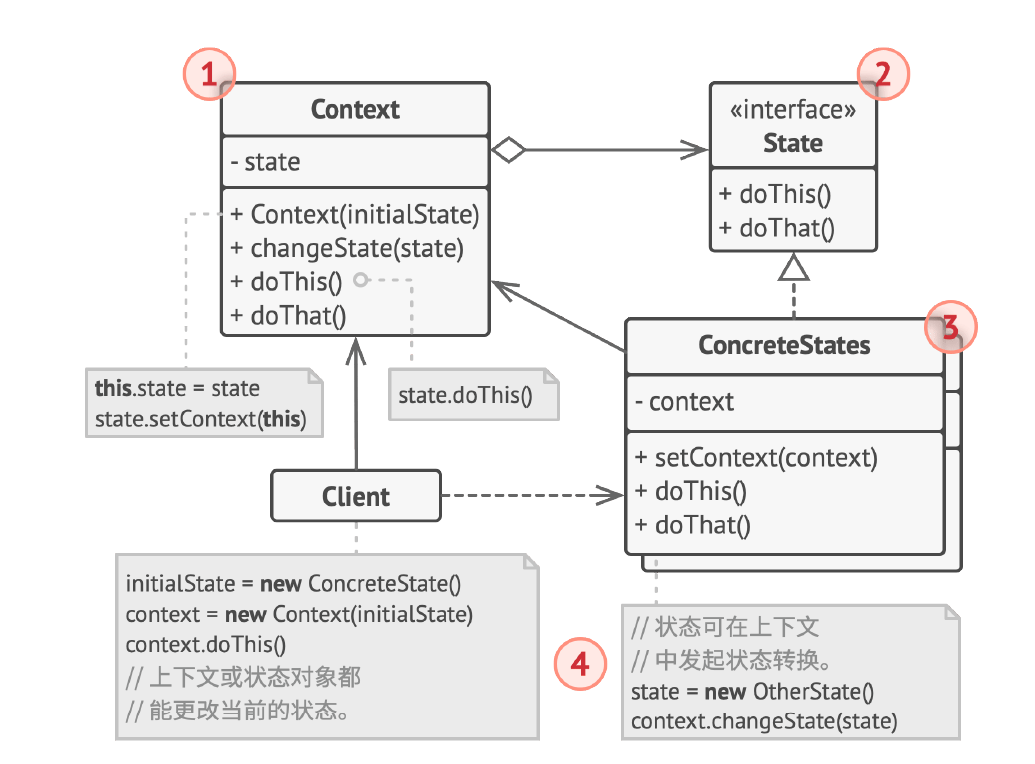 1
Context
- state
+ Context(initialState)
+ changeState(state)
+ doThis()
+ doThat()
2
«interface»
State
+ doThis()
+ doThat()
this.state = state
state.setContext(this)
state.doThis()
3
ConcreteStates
- context
+ setContext(context)
+ doThis()
+ doThat()
Client
initialState = new ConcreteState()
context = new Context(initialState)
context.doThis()
// 上下文或状态对象都
// 能更改当前的状态。
4
// 状态可在上下文
// 中发起状态转换。
state = new OtherState()
context.changeState(state)